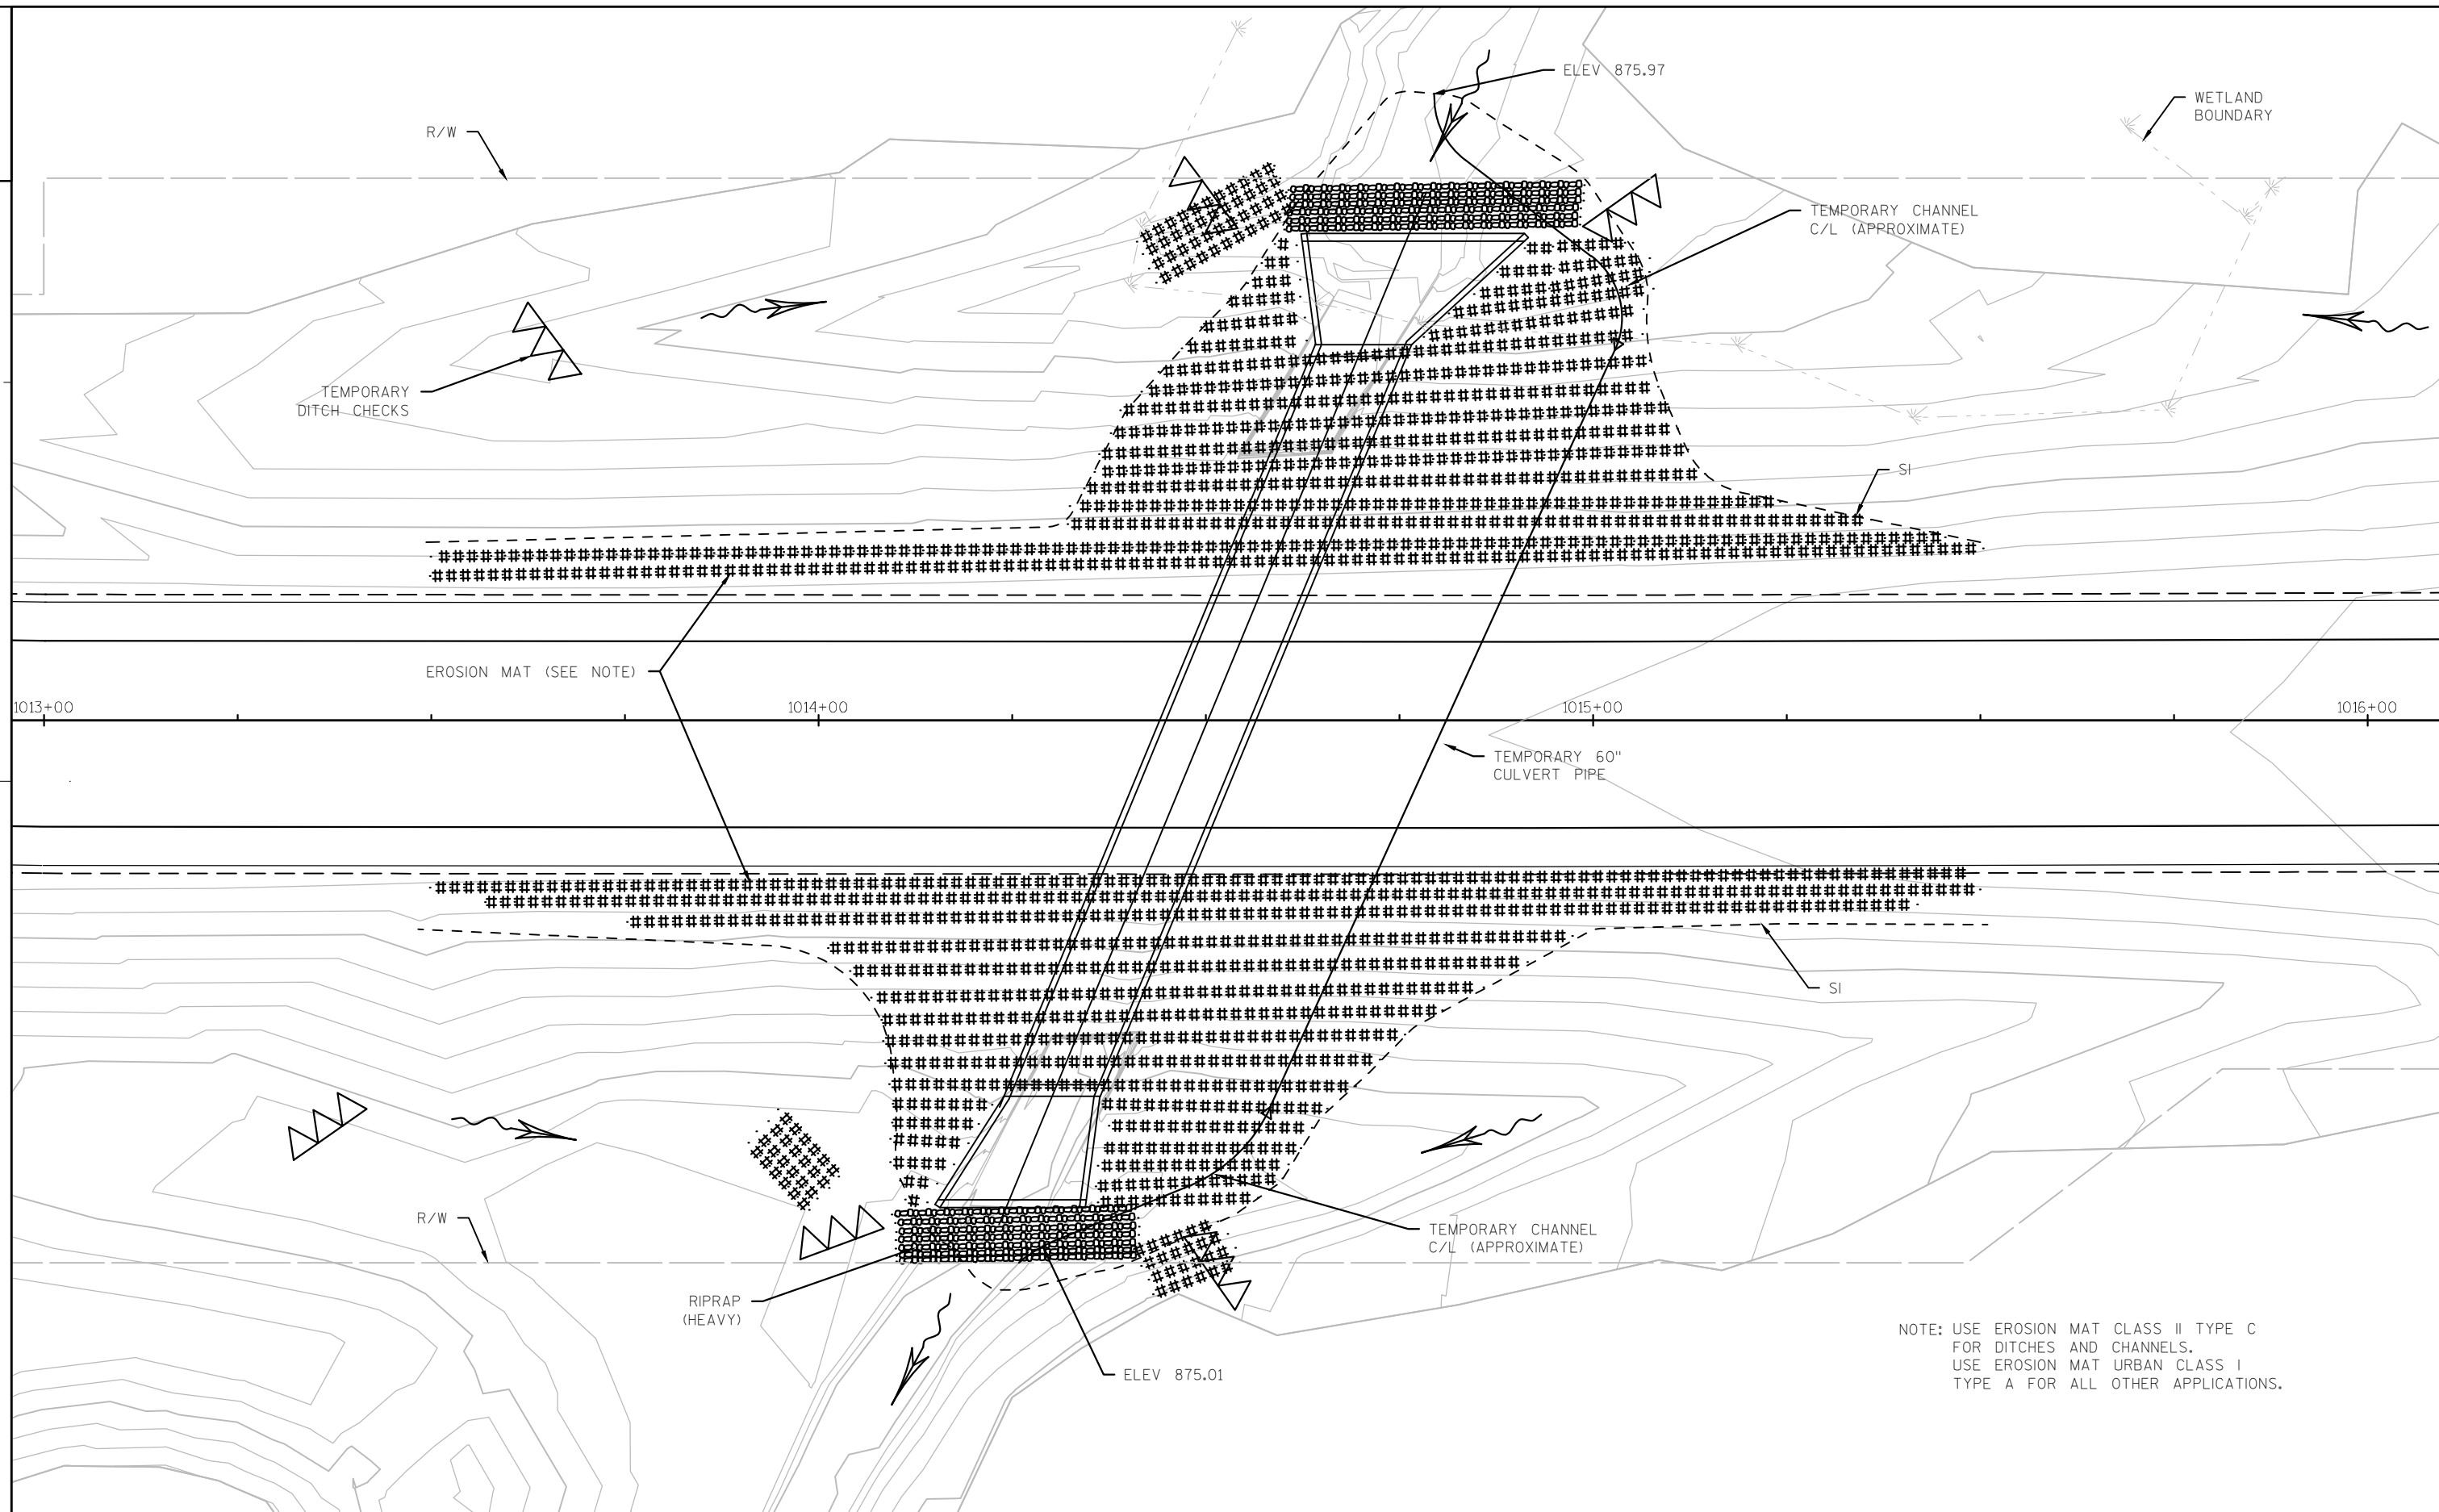 ELEV 875.97
WETLAND
BOUNDARY
R/W
TEMPORARY CHANNEL
C/L (APPROXIMATE)
TEMPORARY
DITCH CHECKS
SI
EROSION MAT (SEE NOTE)
1013+00
1014+00
1015+00
1016+00
TEMPORARY 60"
CULVERT PIPE
SI
R/W
TEMPORARY CHANNEL
C/L (APPROXIMATE)
RIPRAP
(HEAVY)
ELEV 875.01
NOTE: USE EROSION MAT CLASS II TYPE C
FOR DITCHES AND CHANNELS.
USE EROSION MAT URBAN CLASS I
TYPE A FOR ALL OTHER APPLICATIONS.